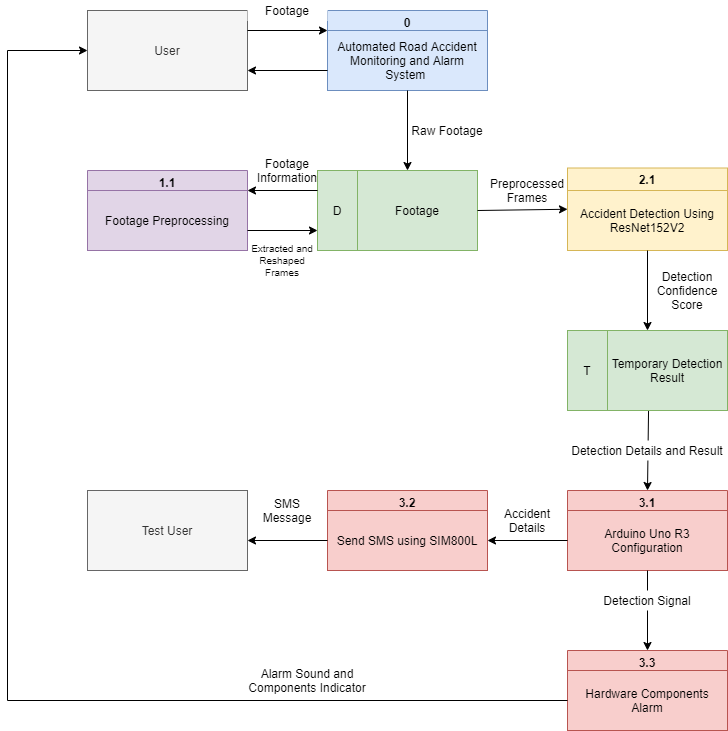 Footage
User
0
Automated Road Accident
Monitoring and Alarm
System
Raw Footage
1.1
Footage Preprocessing
Footage
Information
Extracted and
Reshaped
Frames
D
Footage
Preprocessed
Frames
2.1
Accident Detection Using
ResNet152V2
Detection
Confidence
Score
T
Temporary Detection
Result
Detection Details and Result
Test User
SMS
Message
3.2
Send SMS using SIM800L
Accident
Details
3.1
Arduino Uno R3
Configuration
Detection Signal
3.3
Hardware Components
Alarm
Alarm Sound and
Components Indicator